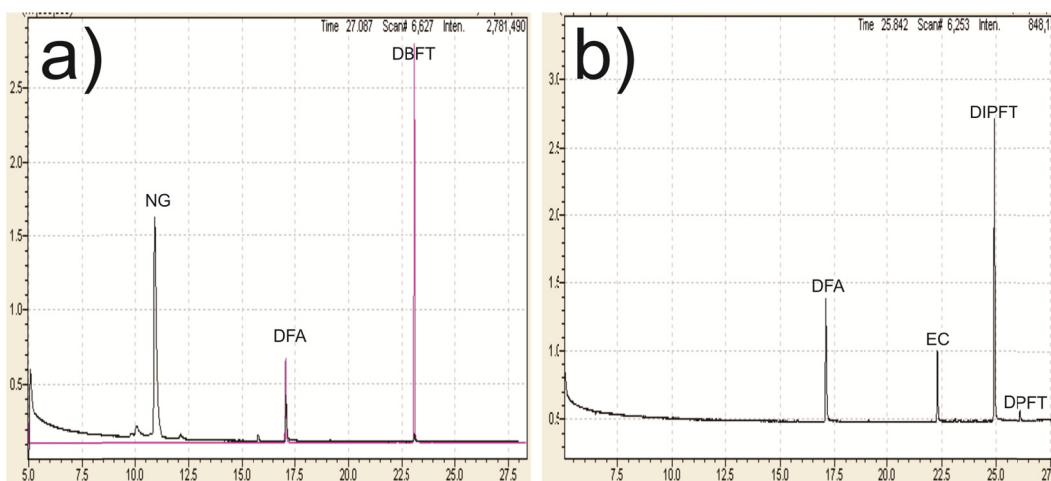 Time 27.087 Scan# 6,627 Inten. 2,781,490
a)
DBFT
2.5
2.0
NG
1.5
1.0
DFA
0.5
5.0 7.5 10.0 12.5 15.0 17.5 20.0 22.5 25.0 27.5
Time 25.842 Scan# 6,253 Inten. 848,1
b)
3.0
DIPFT
2.5
2.0
DFA
1.5
EC
1.0
DPFT
0.5
7.5 10.0 12.5 15.0 17.5 20.0 22.5 25.0 27.5